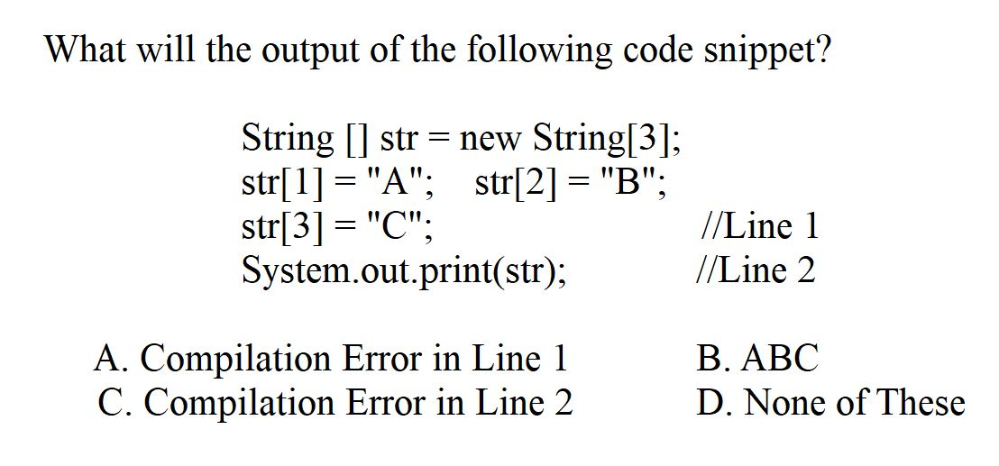 What will the output of the following code snippet?
String [] str = new String[3];
str[1] = "A"; str[2] = "B";
str[3] = "C"; //Line 1
System.out.print(str); //Line 2
A. Compilation Error in Line 1 B. ABC
C. Compilation Error in Line 2 D. None of These